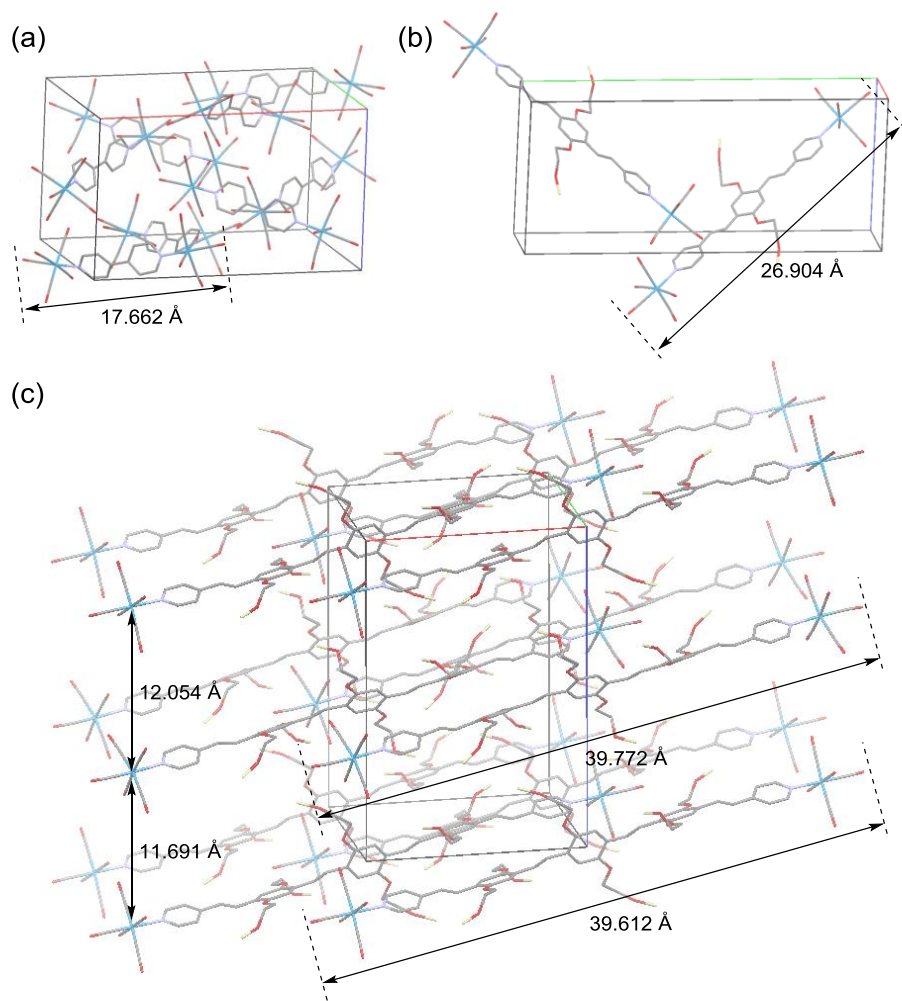 (a)
(b)
17.662 Å
26.904 Å
(c)
12.054 Å
39.772 Å
11.691 Å
39.612 Å